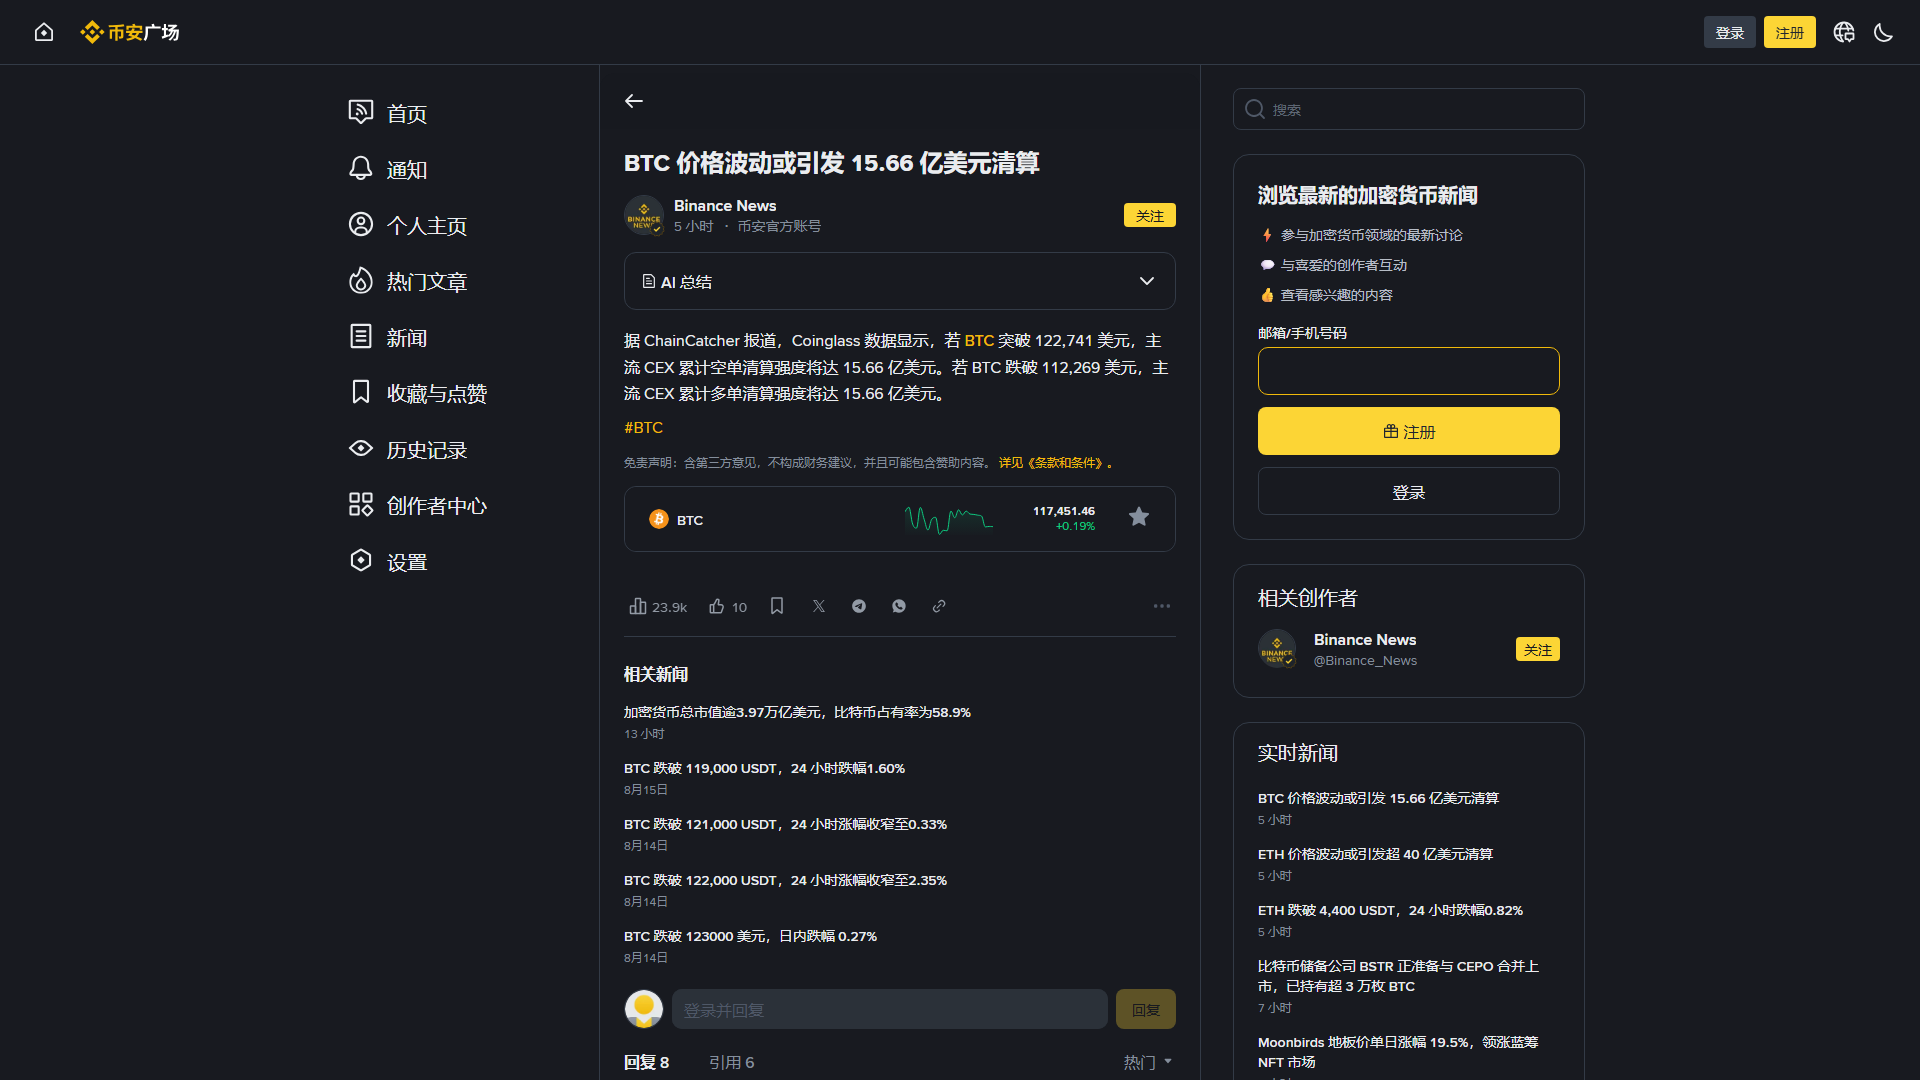 币安广场
登录
注册
首页
通知
个人主页
热门文章
新闻
收藏与点赞
历史记录
创作者中心
设置
BTC 价格波动或引发 15.66 亿美元清算
BINANCE
NEWS
Binance News
5 小时 · 币安官方账号
关注
AI 总结
据 ChainCatcher 报道，Coinglass 数据显示，若 BTC 突破 122,741 美元，主
流 CEX 累计空单清算强度将达 15.66 亿美元。若 BTC 跌破 112,269 美元，主
流 CEX 累计多单清算强度将达 15.66 亿美元。
#BTC
免责声明：含第三方意见，不构成财务建议，并且可能包含赞助内容。 详见《条款和条件》。
BTC
117,451.46
+0.19%
23.9k
10
相关新闻
加密货币总市值逾3.97万亿美元，比特币占有率为58.9%
13 小时
BTC 跌破 119,000 USDT，24 小时跌幅1.60%
8月15日
BTC 跌破 121,000 USDT，24 小时涨幅收窄至0.33%
8月14日
BTC 跌破 122,000 USDT，24 小时涨幅收窄至2.35%
8月14日
BTC 跌破 123000 美元，日内跌幅 0.27%
8月14日
登录并回复
回复
回复 8
引用 6
热门
搜索
浏览最新的加密货币新闻
参与加密货币领域的最新讨论
与喜爱的创作者互动
查看感兴趣的内容
邮箱/手机号码
注册
登录
相关创作者
BINANCE
NEWS
Binance News
@Binance_News
关注
实时新闻
BTC 价格波动或引发 15.66 亿美元清算
5 小时
ETH 价格波动或引发超 40 亿美元清算
5 小时
ETH 跌破 4,400 USDT，24 小时跌幅0.82%
5 小时
比特币储备公司 BSTR 正准备与 CEPO 合并上
市，已持有超 3 万枚 BTC
7 小时
Moonbirds 地板价单日涨幅 19.5%，领涨蓝筹
NFT 市场